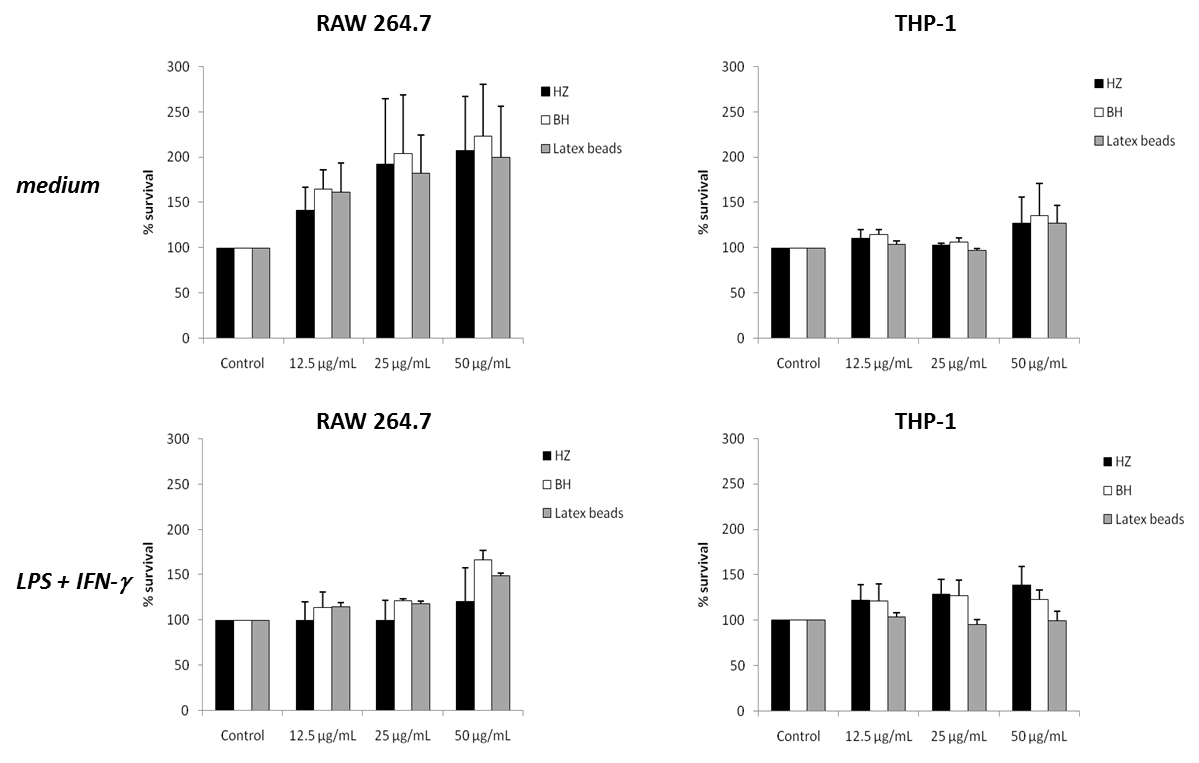 RAW 264.7
THP-1
medium
% survival
300
250
200
150
100
50
0
Control
12.5 µg/mL
25 µg/mL
50 µg/mL
HZ
BH
Latex beads
% survival
300
250
200
150
100
50
0
Control
12.5 µg/mL
25 µg/mL
50 µg/mL
HZ
BH
Latex beads
RAW 264.7
THP-1
LPS + IFN-γ
% survival
300
250
200
150
100
50
0
Control
12.5 µg/mL
25 µg/mL
50 µg/mL
HZ
BH
Latex beads
% survival
300
250
200
150
100
50
0
Control
12.5 µg/mL
25 µg/mL
50 µg/mL
HZ
BH
Latex beads